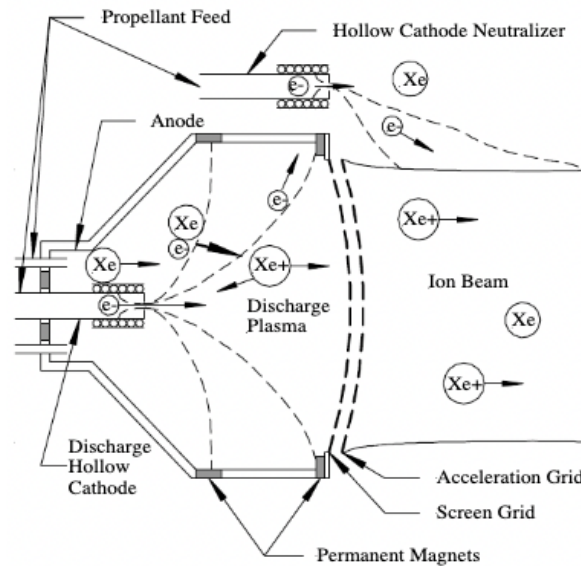 Propellant Feed
Hollow Cathode Neutralizer
Xe
e-
Anode
e-
Xe
e-
e-
Xe+
Xe
Xe+
Ion Beam
e-
Discharge
Plasma
Xe
Xe+
Discharge
Hollow
Cathode
Acceleration Grid
Screen Grid
Permanent Magnets